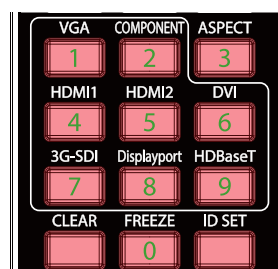 VGA COMPONENT ASPECT
1 2 3
HDMI1 HDMI2 DVI
4 5 6
3G-SDI Displayport HDBaseT
7 8 9
CLEAR FREEZE ID SET
0